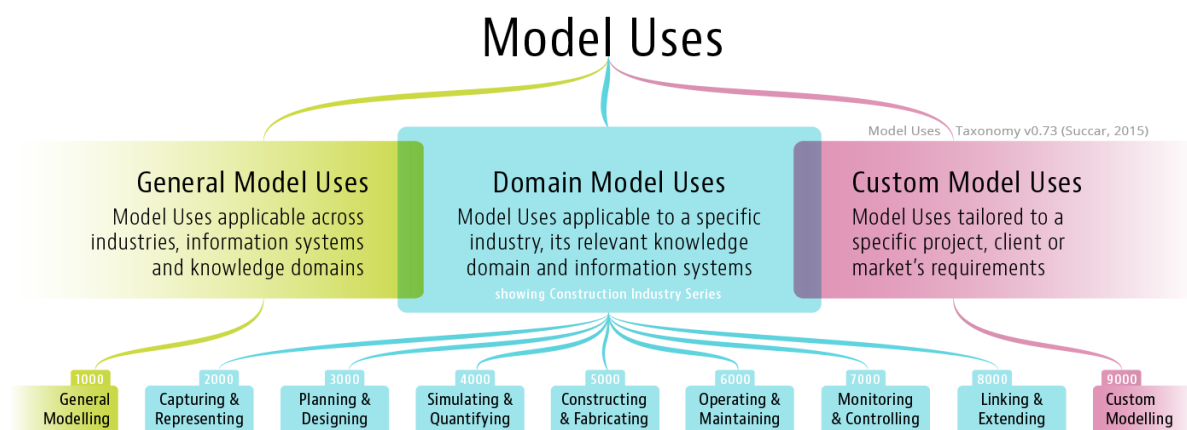 Model Uses
Model Uses Taxonomy v0.73 (Succar, 2015)
General Model Uses
Model Uses applicable across
industries, information systems
and knowledge domains
Domain Model Uses
Model Uses applicable to a specific
industry, its relevant knowledge
domain and information systems
showing Construction Industry Series
Custom Model Uses
Model Uses tailored to a
specific project, client or
market's requirements
1000
General
Modelling
2000
Capturing &
Representing
3000
Planning &
Designing
4000
Simulating &
Quantifying
5000
Constructing
& Fabricating
6000
Operating &
Maintaining
7000
Monitoring
& Controlling
8000
Linking &
Extending
9000
Custom
Modelling